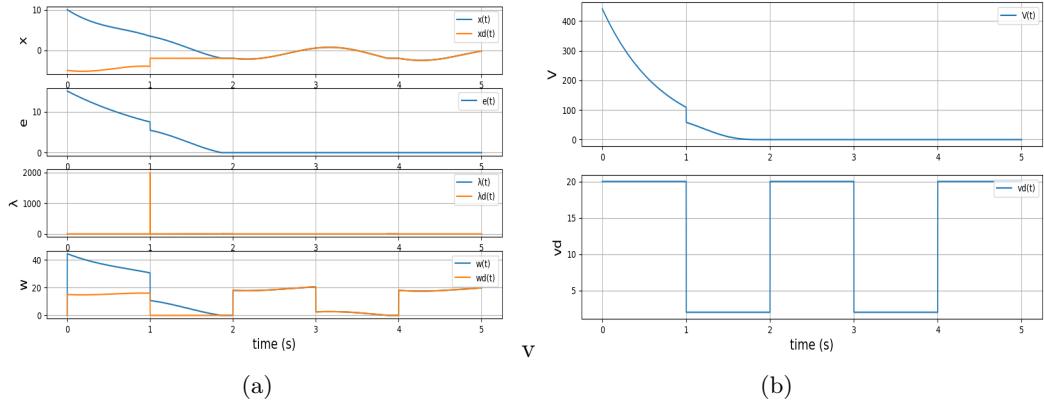 10
0
x
x(t)
xd(t)
0 1 2 3 4 5
10
0
e
e(t)
0 1 2 3 4 5
2000
1000
0
λ
λ(t)
λd(t)
0 1 2 3 4 5
40
20
0
w
w(t)
wd(t)
0 1 2 3 4 5
time (s)
(a)
v
400
300
200
100
0
V
V(t)
0 1 2 3 4 5
20
15
10
5
vd
vd(t)
0 1 2 3 4 5
time (s)
(b)